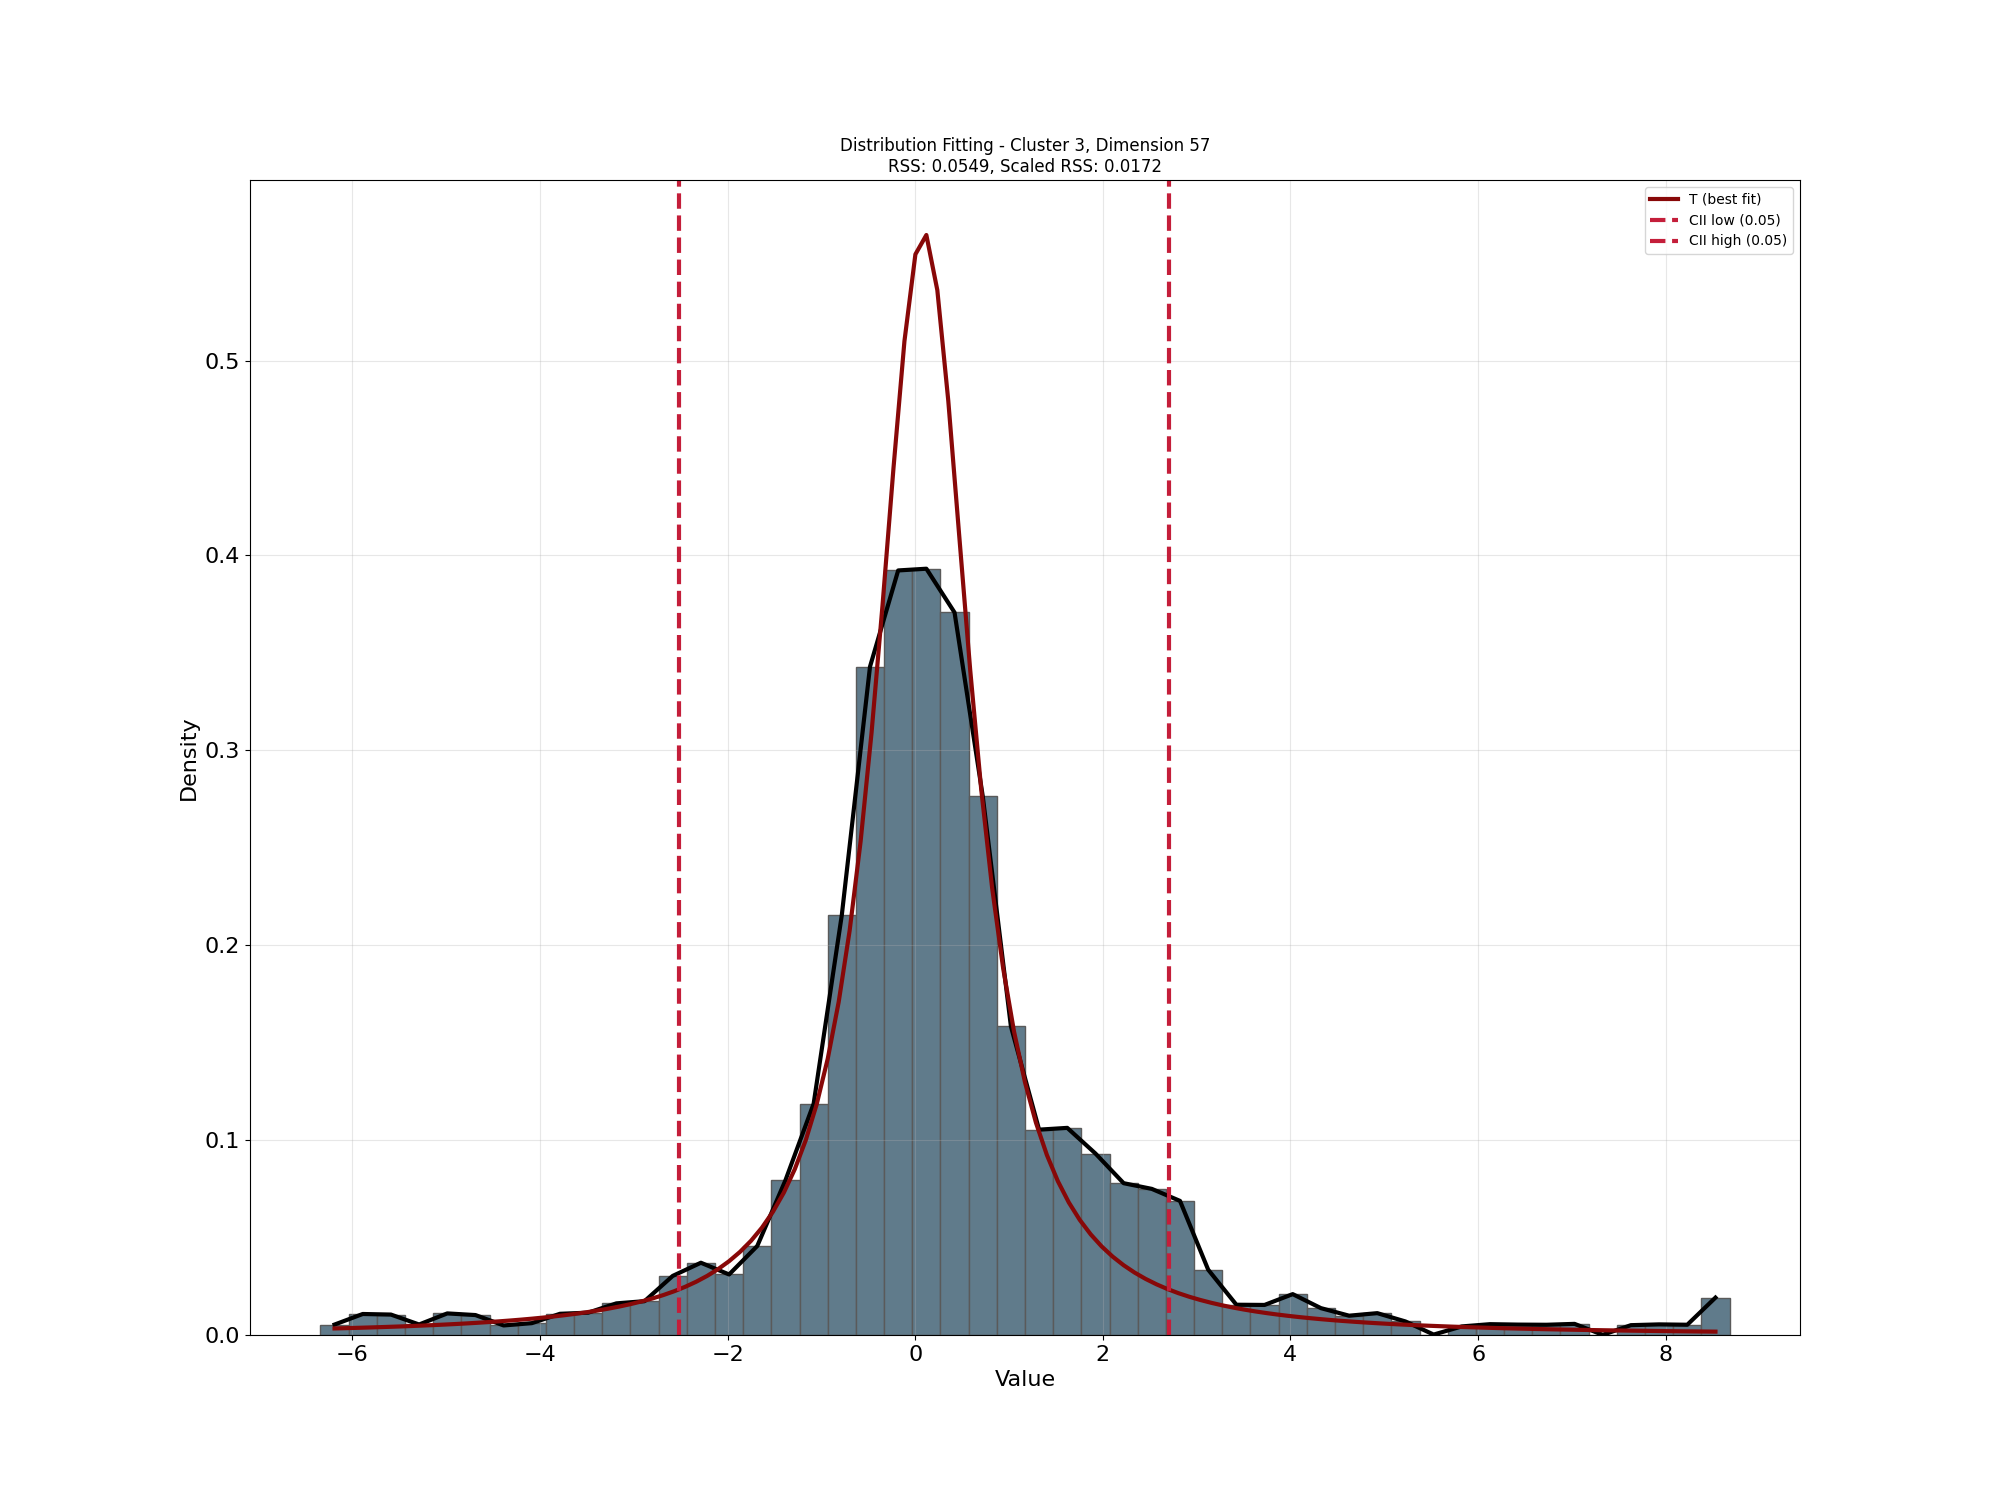 Distribution Fitting - Cluster 3, Dimension 57
RSS: 0.0549, Scaled RSS: 0.0172
T (best fit)
CII low (0.05)
CII high (0.05)
Density
0.5
0.4
0.3
0.2
0.1
0.0
−6 −4 −2 0 2 4 6 8
Value